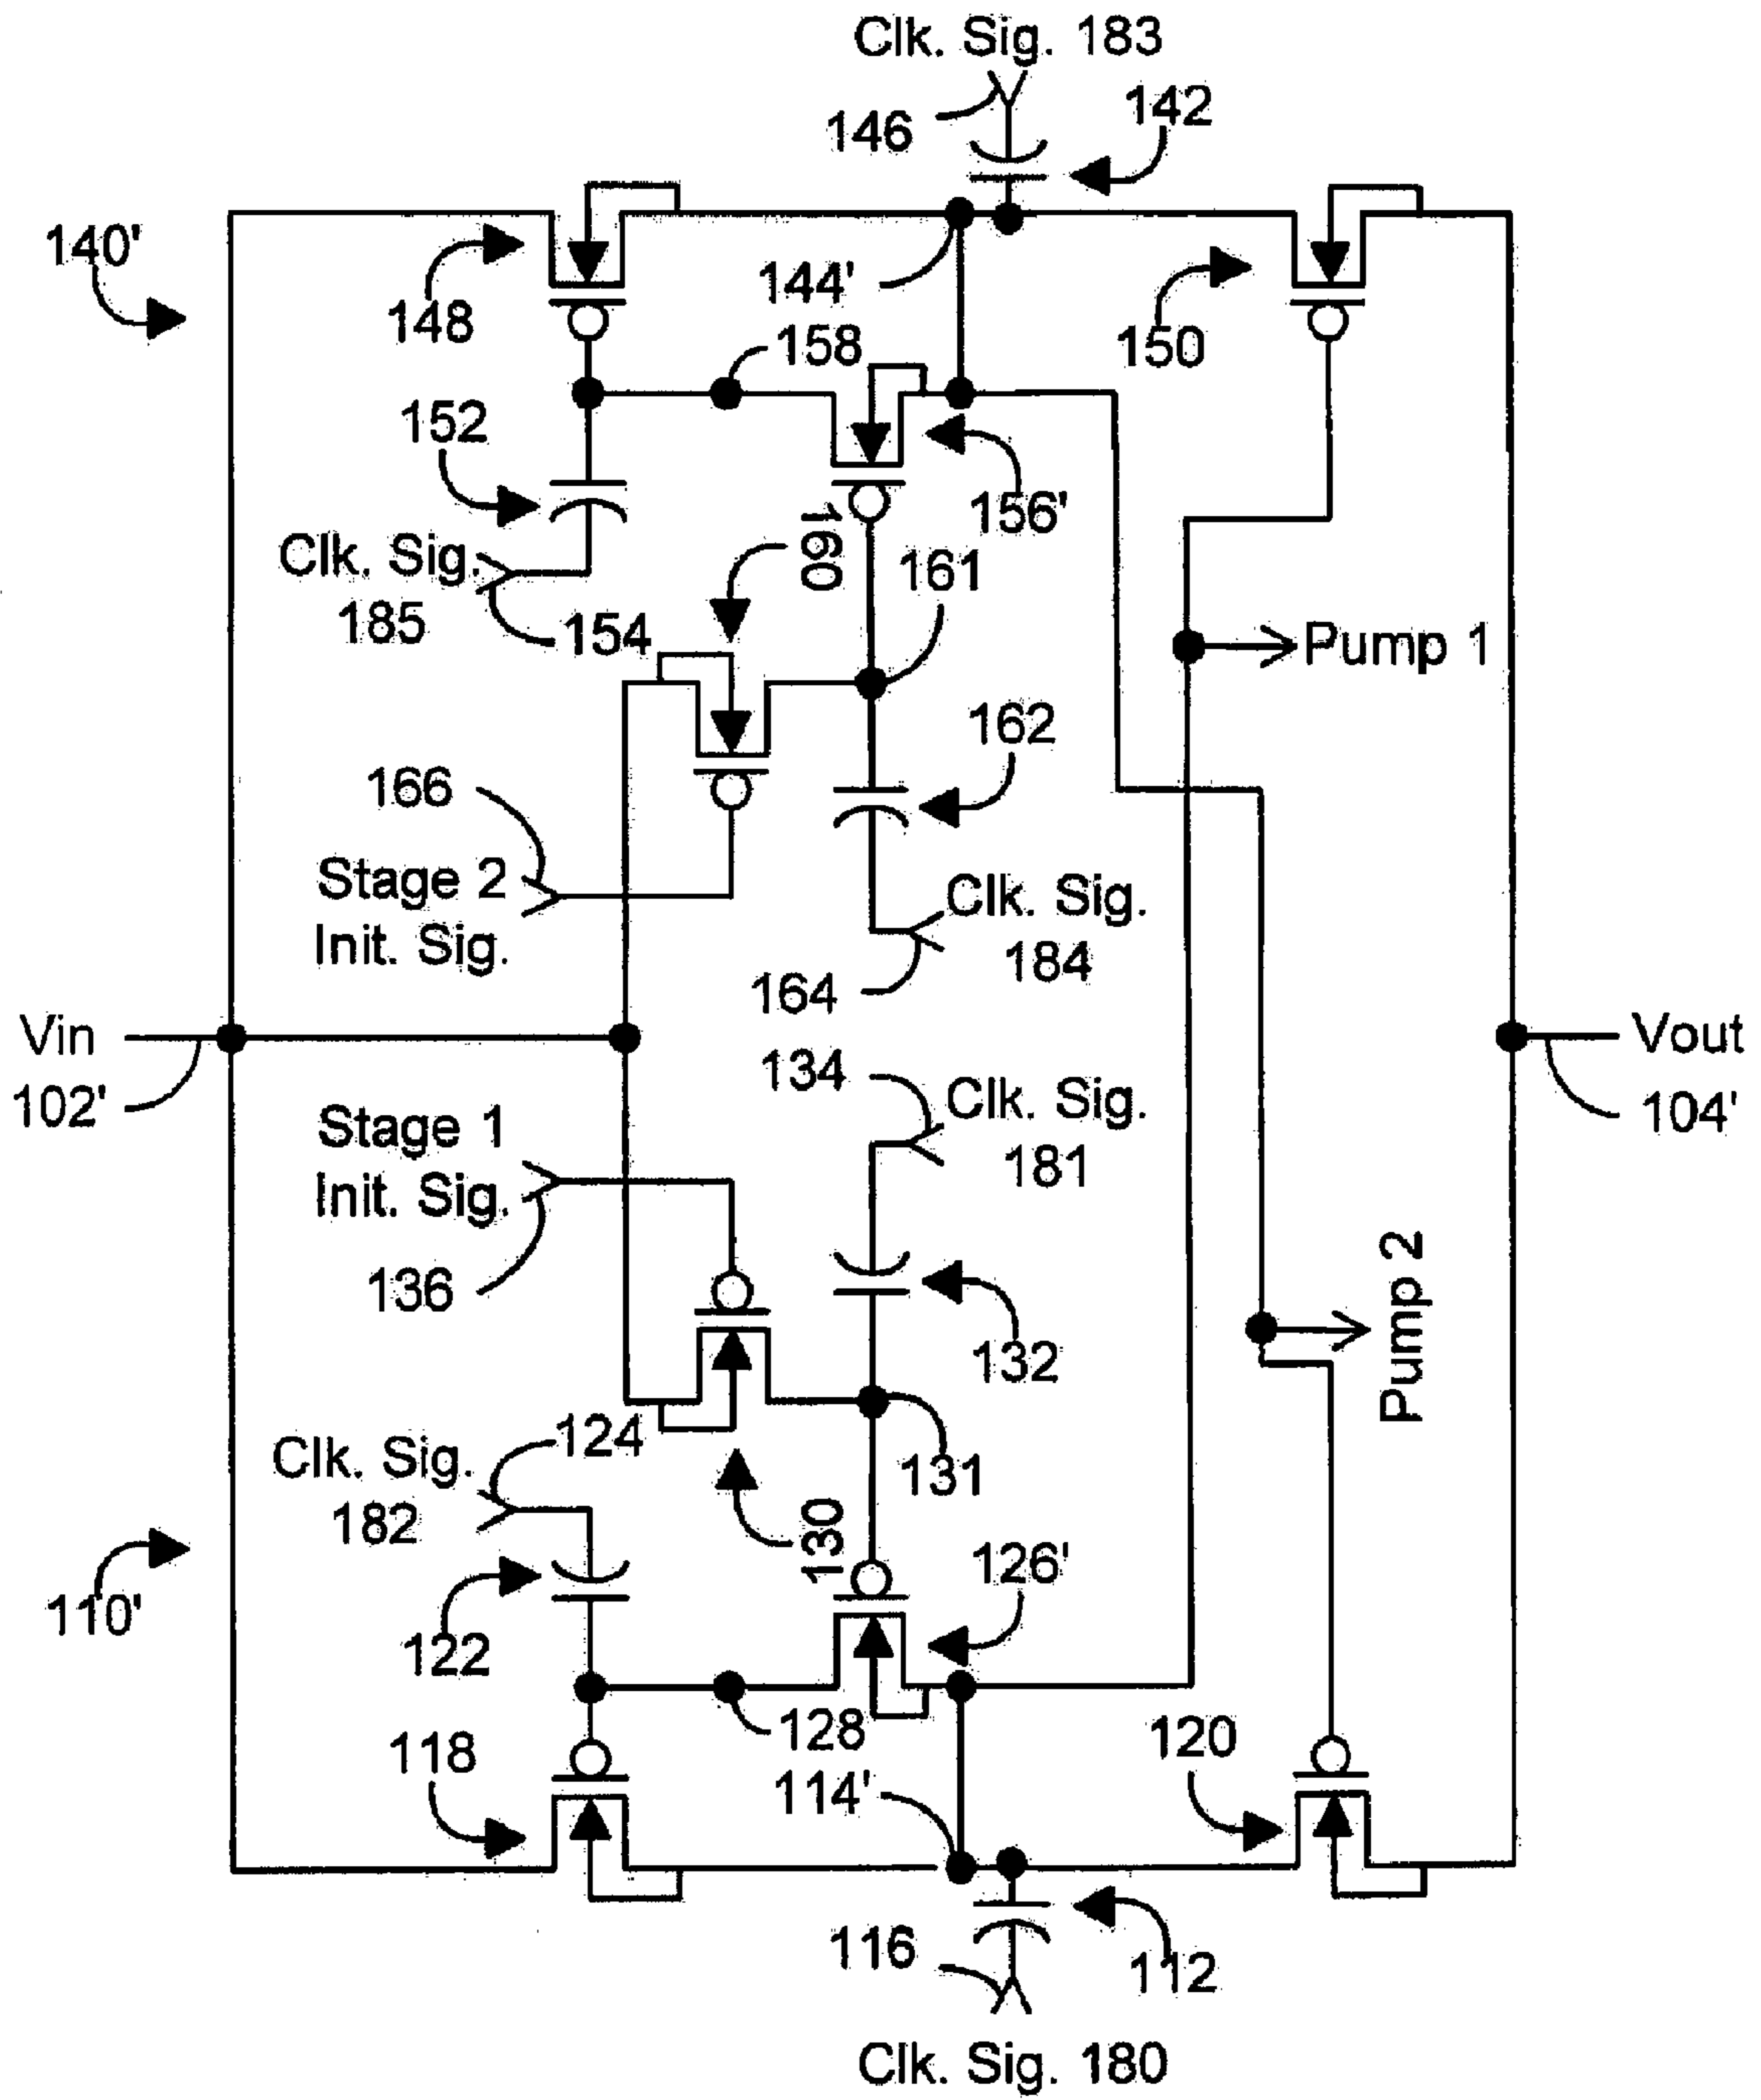 Clk. Sig. 183
146
142
140'
148
144'
150
158
152
156'
160
161
Clk. Sig.
185
154
Pump 1
162
166
Stage 2
Init. Sig.
Clk. Sig.
184
164
Vin
102'
134
Clk. Sig.
181
Vout
104'
Stage 1
Init. Sig.
136
132
Pump 2
124
Clk. Sig.
182
131
130
126'
110'
122
128
118
120
114'
116
112
Clk. Sig. 180